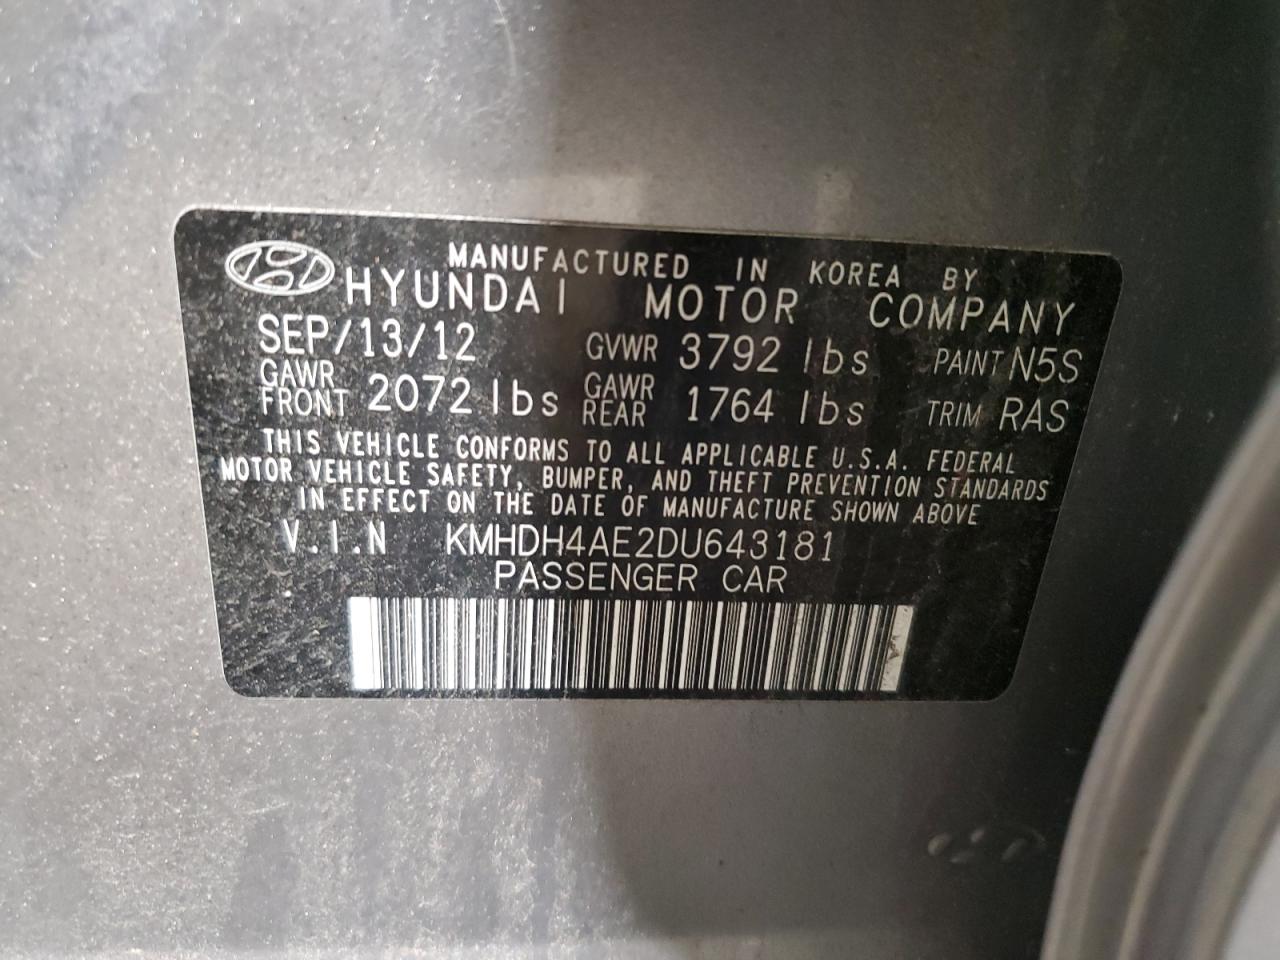 MANUFACTURED IN KOREA BY
HYUNDAI MOTOR COMPANY
SEP/13/12 GVWR 3792 lbs PAINT N5S
GAWR FRONT 2072 lbs GAWR REAR 1764 lbs TRIM RAS
THIS VEHICLE CONFORMS TO ALL APPLICABLE U.S.A. FEDERAL
MOTOR VEHICLE SAFETY, BUMPER, AND THEFT PREVENTION STANDARDS
IN EFFECT ON THE DATE OF MANUFACTURE SHOWN ABOVE
V.I.N KMHDH4AE2DU643181
PASSENGER CAR